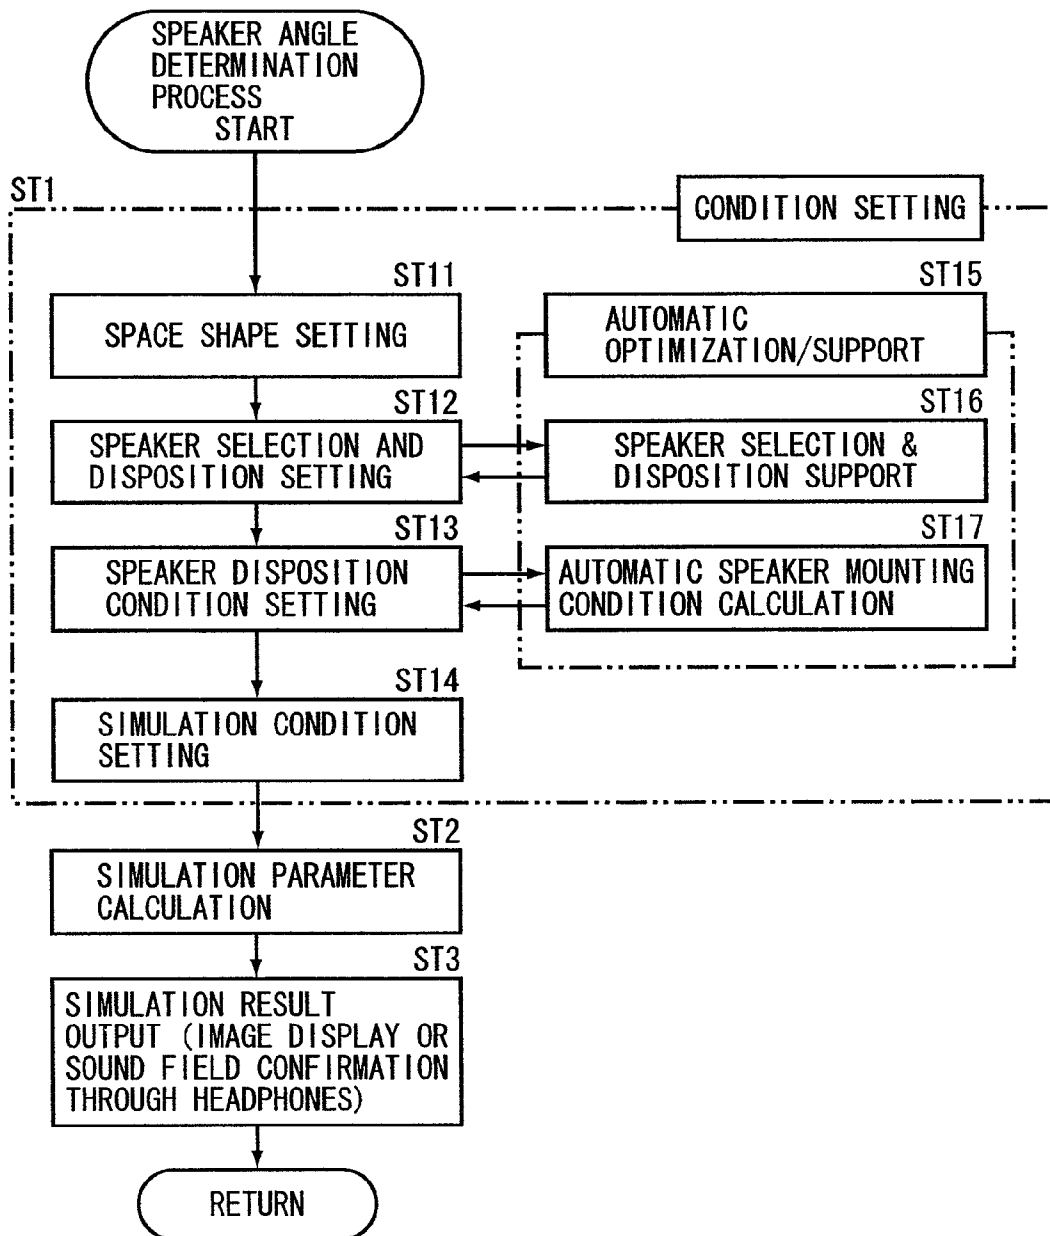 SPEAKER ANGLE
DETERMINATION
PROCESS
START
ST1
CONDITION SETTING
ST11
SPACE SHAPE SETTING
ST15
AUTOMATIC
OPTIMIZATION/SUPPORT
ST12
SPEAKER SELECTION AND
DISPOSITION SETTING
ST16
SPEAKER SELECTION &
DISPOSITION SUPPORT
ST13
SPEAKER DISPOSITION
CONDITION SETTING
ST17
AUTOMATIC SPEAKER MOUNTING
CONDITION CALCULATION
ST14
SIMULATION CONDITION
SETTING
ST2
SIMULATION PARAMETER
CALCULATION
ST3
SIMULATION RESULT
OUTPUT (IMAGE DISPLAY OR
SOUND FIELD CONFIRMATION
THROUGH HEADPHONES)
RETURN